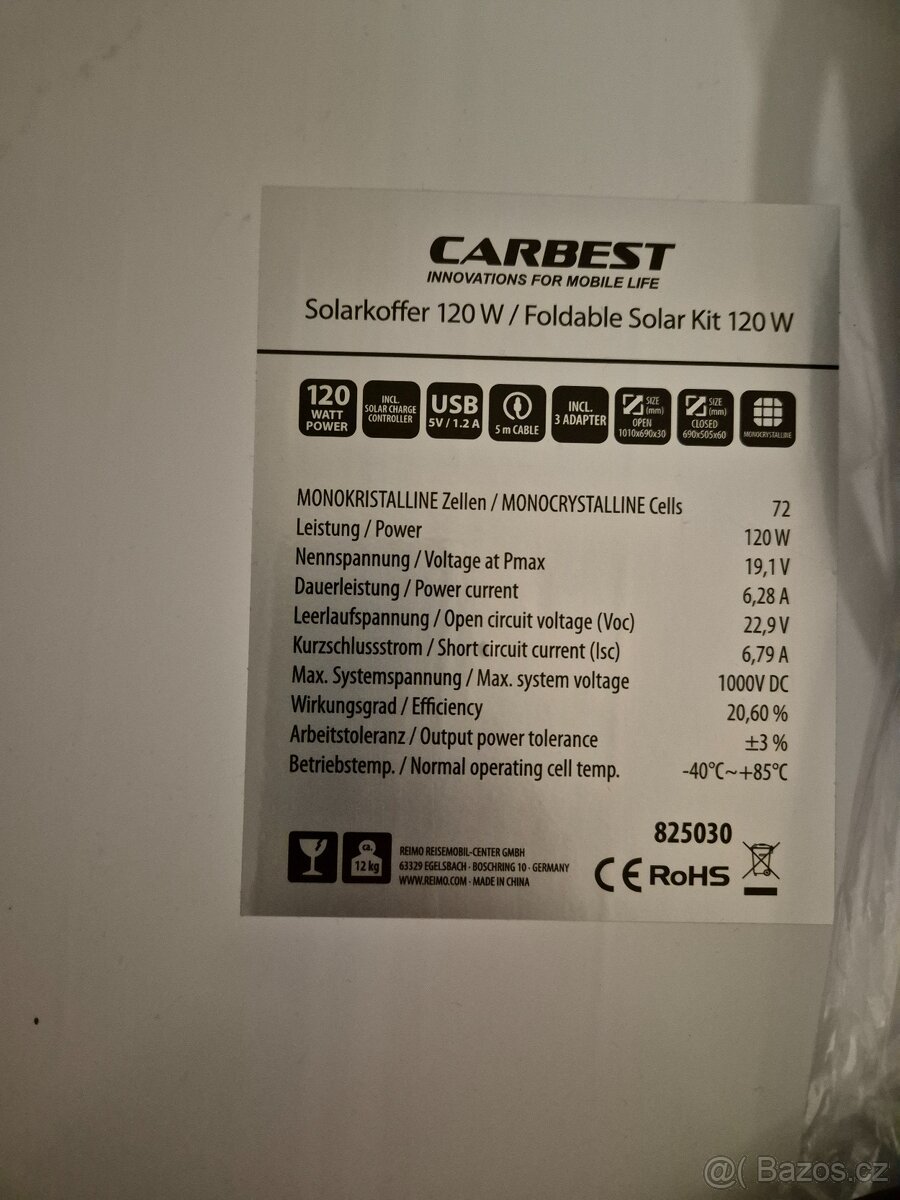 CARBEST
INNOVATIONS FOR MOBILE LIFE
Solarkoffer 120 W / Foldable Solar Kit 120 W
120
WATT
POWER
INCL.
SOLAR CHARGE
CONTROLLER
USB
5V / 1.2 A
5 m CABLE
INCL.
3 ADAPTER
SIZE
(mm)
OPEN
1010x690x30
SIZE
(mm)
CLOSED
690x505x60
MONOCRYSTALLINE
MONOKRISTALLINE Zellen / MONOCRYSTALLINE Cells 72
Leistung / Power 120 W
Nennspannung / Voltage at Pmax 19,1 V
Dauerleistung / Power current 6,28 A
Leerlaufspannung / Open circuit voltage (Voc) 22,9 V
Kurzschlussstrom / Short circuit current (Isc) 6,79 A
Max. Systemspannung / Max. system voltage 1000V DC
Wirkungsgrad / Efficiency 20,60 %
Arbeitstoleranz / Output power tolerance ±3 %
Betriebstemp. / Normal operating cell temp. -40°C~+85°C
825030
ca.
12 kg
REIMO REISEMOBIL-CENTER GMBH
63329 EGELSBACH · BOSCHRING 10 · GERMANY
WWW.REIMO.COM · MADE IN CHINA
CE RoHS
@( Bazos.cz